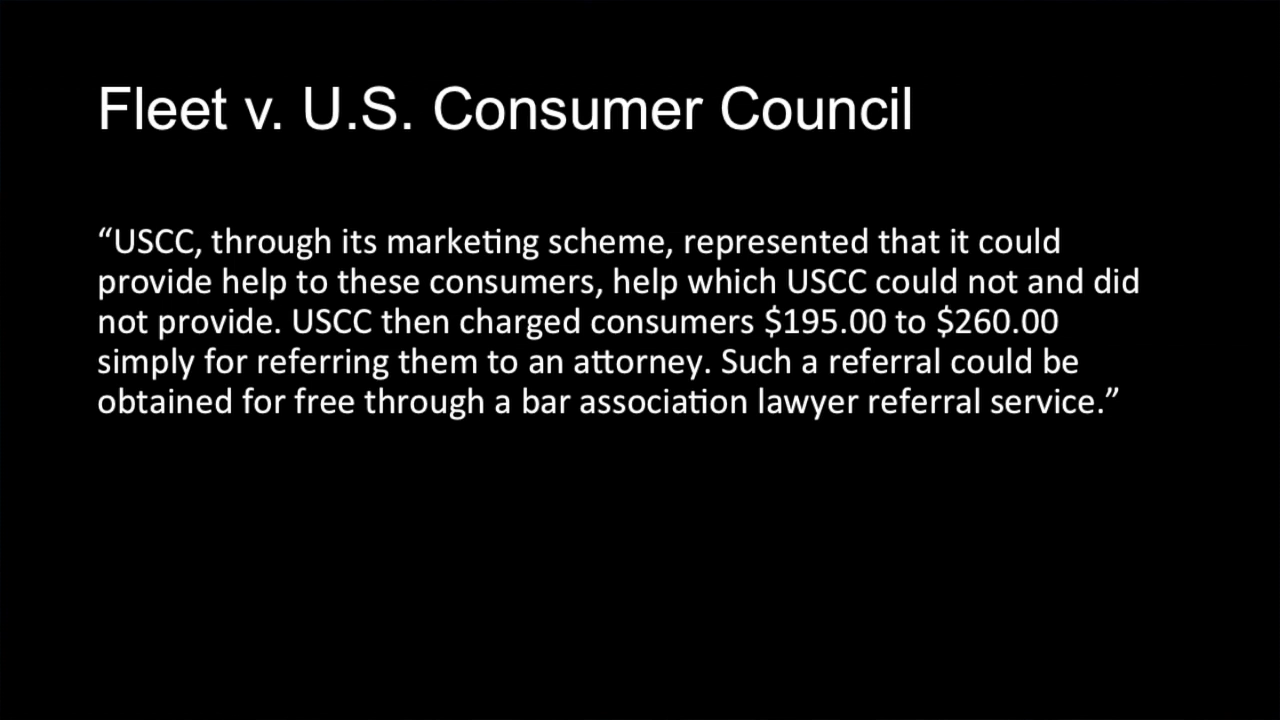 Fleet v. U.S. Consumer Council
“USCC, through its marketing scheme, represented that it could
provide help to these consumers, help which USCC could not and did
not provide. USCC then charged consumers $195.00 to $260.00
simply for referring them to an attorney. Such a referral could be
obtained for free through a bar association lawyer referral service.”